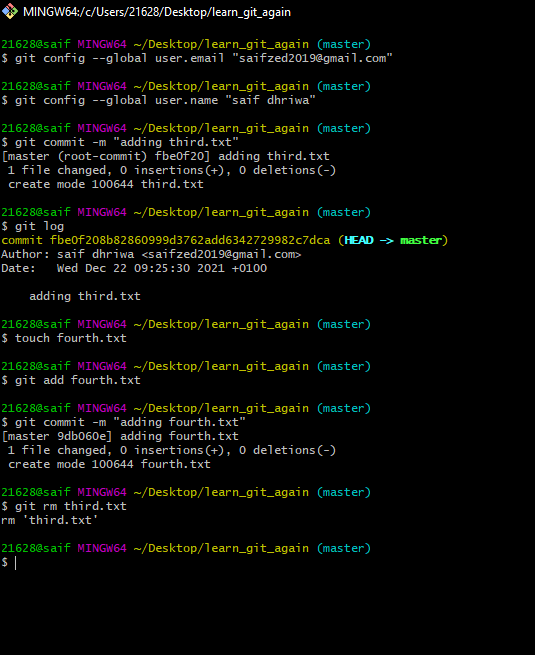 MINGW64:/c/Users/21628/Desktop/learn_git_again
21628@saif MINGW64 ~/Desktop/learn_git_again (master)
$ git config --global user.email "saifzed2019@gmail.com"
21628@saif MINGW64 ~/Desktop/learn_git_again (master)
$ git config --global user.name "saif dhriwa"
21628@saif MINGW64 ~/Desktop/learn_git_again (master)
$ git commit -m "adding third.txt"
[master (root-commit) fbe0f20] adding third.txt
 1 file changed, 0 insertions(+), 0 deletions(-)
 create mode 100644 third.txt
21628@saif MINGW64 ~/Desktop/learn_git_again (master)
$ git log
commit fbe0f208b82860999d3762add6342729982c7dca (HEAD -> master)
Author: saif dhriwa <saifzed2019@gmail.com>
Date:   Wed Dec 22 09:25:30 2021 +0100
    adding third.txt
21628@saif MINGW64 ~/Desktop/learn_git_again (master)
$ touch fourth.txt
21628@saif MINGW64 ~/Desktop/learn_git_again (master)
$ git add fourth.txt
21628@saif MINGW64 ~/Desktop/learn_git_again (master)
$ git commit -m "adding fourth.txt"
[master 9db060e] adding fourth.txt
 1 file changed, 0 insertions(+), 0 deletions(-)
 create mode 100644 fourth.txt
21628@saif MINGW64 ~/Desktop/learn_git_again (master)
$ git rm third.txt
rm 'third.txt'
21628@saif MINGW64 ~/Desktop/learn_git_again (master)
$